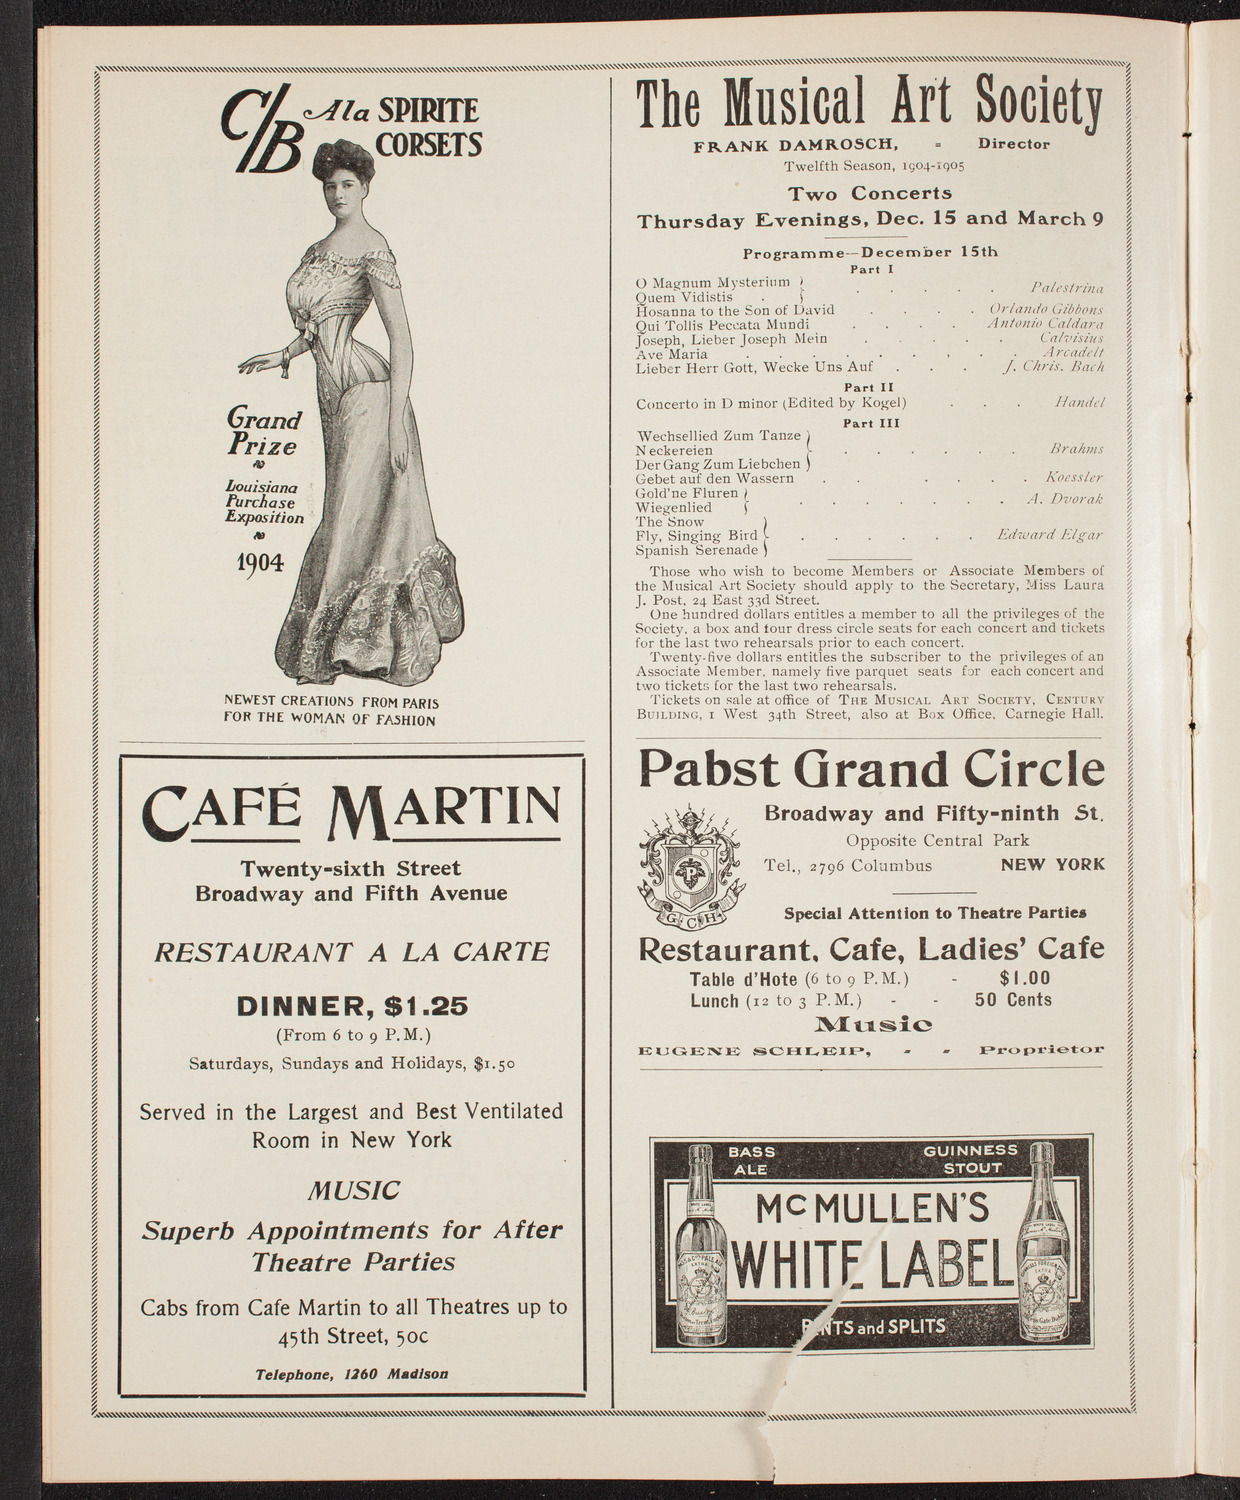 C/B Ala SPIRITE
CORSETS
Grand
Prize
Louisiana
Purchase
Exposition
1904
NEWEST CREATIONS FROM PARIS
FOR THE WOMAN OF FASHION
CAFÉ MARTIN
Twenty-sixth Street
Broadway and Fifth Avenue
RESTAURANT A LA CARTE
DINNER, $1.25
(From 6 to 9 P.M.)
Saturdays, Sundays and Holidays, $1.50
Served in the Largest and Best Ventilated
Room in New York
MUSIC
Superb Appointments for After
Theatre Parties
Cabs from Cafe Martin to all Theatres up to
45th Street, 50c
Telephone, 1260 Madison
The Musical Art Society
FRANK DAMROSCH, - Director
Twelfth Season, 1904-1905
Two Concerts
Thursday Evenings, Dec. 15 and March 9
Programme—December 15th
Part I
O Magnum Mysterium
Quem Vidistis . . . . . . Palestrina
Hosanna to the Son of David . . . . Orlando Gibbons
Qui Tollis Peccata Mundi . . . . Antonio Caldara
Joseph, Lieber Joseph Mein . . . . . Calvisius
Ave Maria . . . . . . . . Arcadelt
Lieber Herr Gott, Wecke Uns Auf . . . J. Chris. Bach
Part II
Concerto in D minor (Edited by Kogel) . . . Handel
Part III
Wechsellied Zum Tanze
Neckereien . . . . . . . Brahms
Der Gang Zum Liebchen
Gebet auf den Wassern . . . . . . Koessler
Gold'ne Fluren
Wiegenlied . . . . . . . A. Dvorak
The Snow
Fly, Singing Bird . . . . . . Edward Elgar
Spanish Serenade
Those who wish to become Members or Associate Members of
the Musical Art Society should apply to the Secretary, Miss Laura
J. Post, 24 East 33d Street.
One hundred dollars entitles a member to all the privileges of the
Society, a box and four dress circle seats for each concert and tickets
for the last two rehearsals prior to each concert.
Twenty-five dollars entitles the subscriber to the privileges of an
Associate Member, namely five parquet seats for each concert and
two tickets for the last two rehearsals.
Tickets on sale at office of THE MUSICAL ART SOCIETY, CENTURY
BUILDING, 1 West 34th Street, also at Box Office, Carnegie Hall.
Pabst Grand Circle
Broadway and Fifty-ninth St.
Opposite Central Park
Tel., 2796 Columbus NEW YORK
P
G.C.H.
Special Attention to Theatre Parties
Restaurant, Cafe, Ladies' Cafe
Table d'Hote (6 to 9 P.M.) - $1.00
Lunch (12 to 3 P.M.) - - 50 Cents
Music
EUGENE SCHLEIP, - - Proprietor
BASS
ALE
GUINNESS
STOUT
McMULLEN'S
WHITE LABEL
PINTS and SPLITS